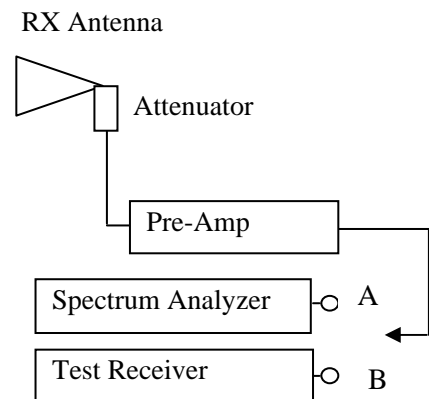 RX Antenna
Attenuator
Pre-Amp
Spectrum Analyzer
A
Test Receiver
B